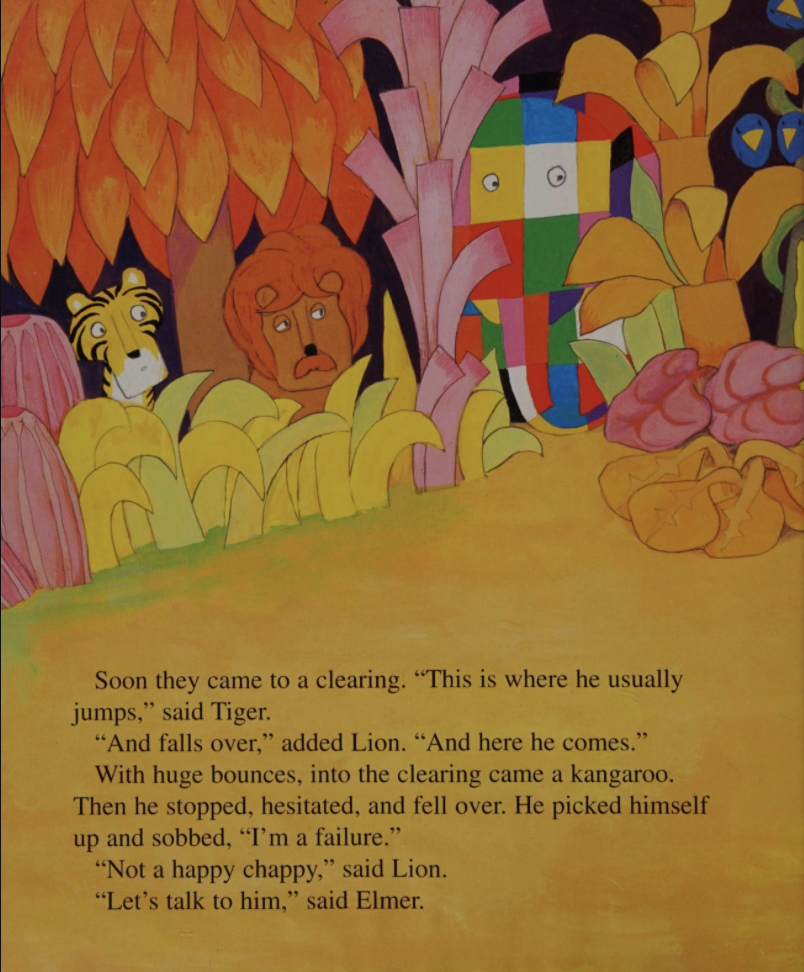 Soon they came to a clearing. “This is where he usually
jumps,” said Tiger.
“And falls over,” added Lion. “And here he comes.”
With huge bounces, into the clearing came a kangaroo.
Then he stopped, hesitated, and fell over. He picked himself
up and sobbed, “I’m a failure.”
“Not a happy chappy,” said Lion.
“Let’s talk to him,” said Elmer.